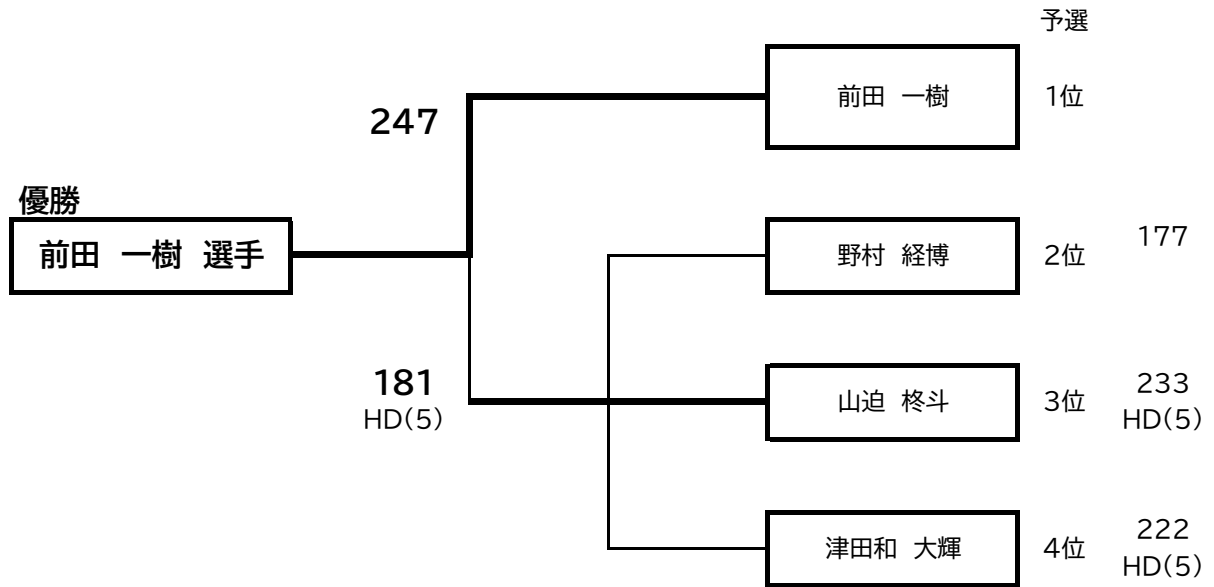 予選
前田 一樹
1位
247
優勝
前田 一樹 選手
野村 経博
2位
177
山迫 柊斗
3位
233
HD(5)
181
HD(5)
津田和 大輝
4位
222
HD(5)